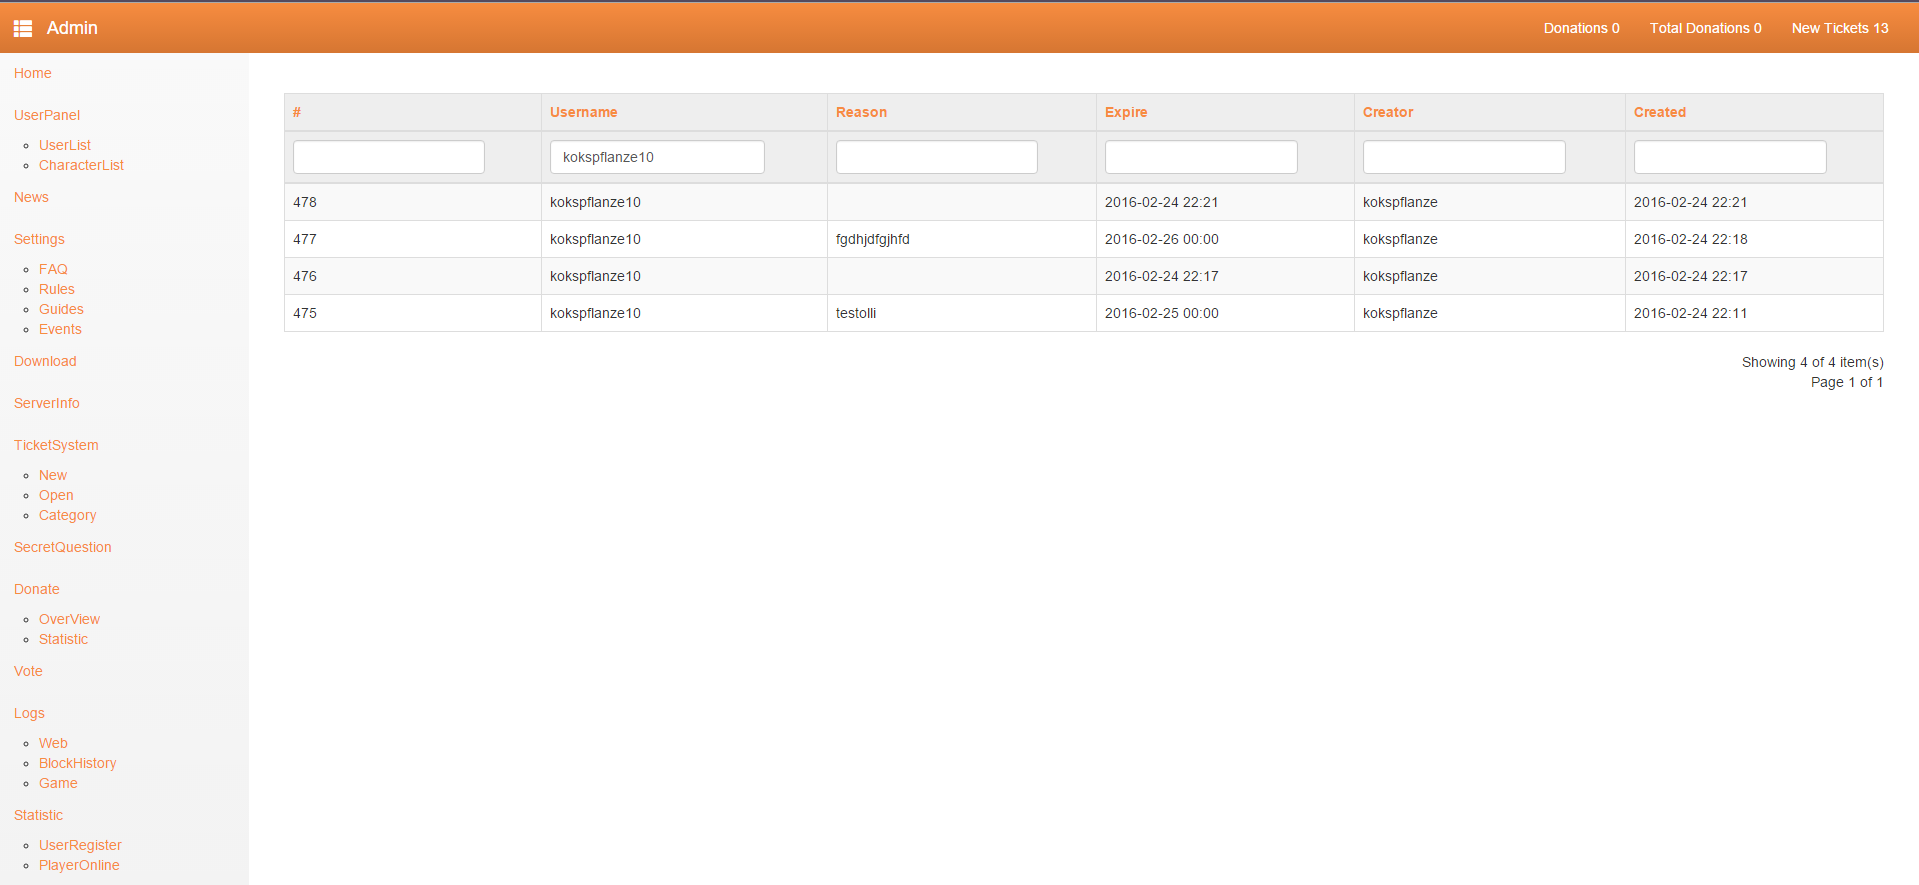 Admin
Donations 0 Total Donations 0 New Tickets 13
Home
UserPanel
UserList
CharacterList
News
Settings
FAQ
Rules
Guides
Events
Download
ServerInfo
TicketSystem
New
Open
Category
SecretQuestion
Donate
OverView
Statistic
Vote
Logs
Web
BlockHistory
Game
Statistic
UserRegister
PlayerOnline
# Username Reason Expire Creator Created
kokspflanze10
478 kokspflanze10 2016-02-24 22:21 kokspflanze 2016-02-24 22:21
477 kokspflanze10 fgdhjdfgjhfd 2016-02-26 00:00 kokspflanze 2016-02-24 22:18
476 kokspflanze10 2016-02-24 22:17 kokspflanze 2016-02-24 22:17
475 kokspflanze10 testolli 2016-02-25 00:00 kokspflanze 2016-02-24 22:11
Showing 4 of 4 item(s)
Page 1 of 1